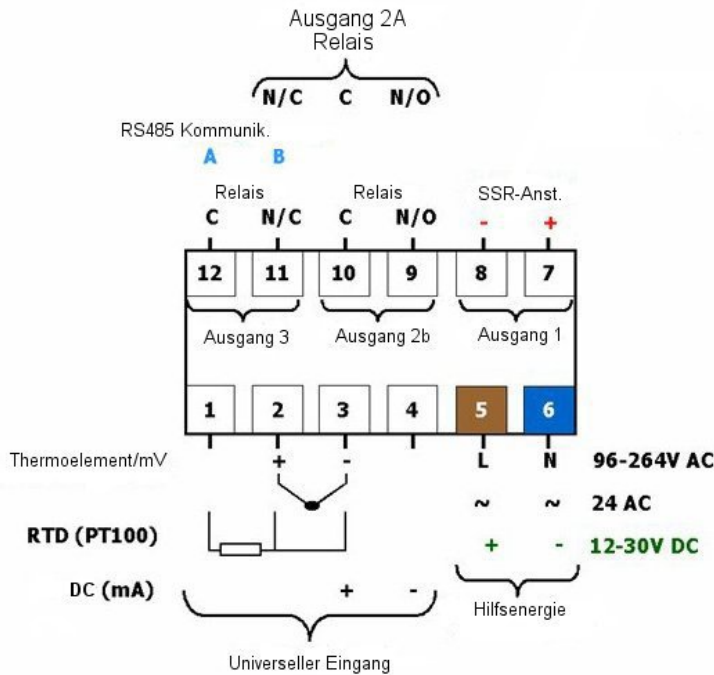 Ausgang 2A
Relais
N/C C N/O
RS485 Kommunik.
A B
Relais Relais SSR-Anst.
C N/C C N/O - +
12 11 10 9 8 7
Ausgang 3 Ausgang 2b Ausgang 1
1 2 3 4 5 6
Thermoelement/mV + - L N 96-264V AC
~ ~ 24 AC
RTD (PT100) + - 12-30V DC
DC (mA) + -
Hilfsenergie
Universeller Eingang